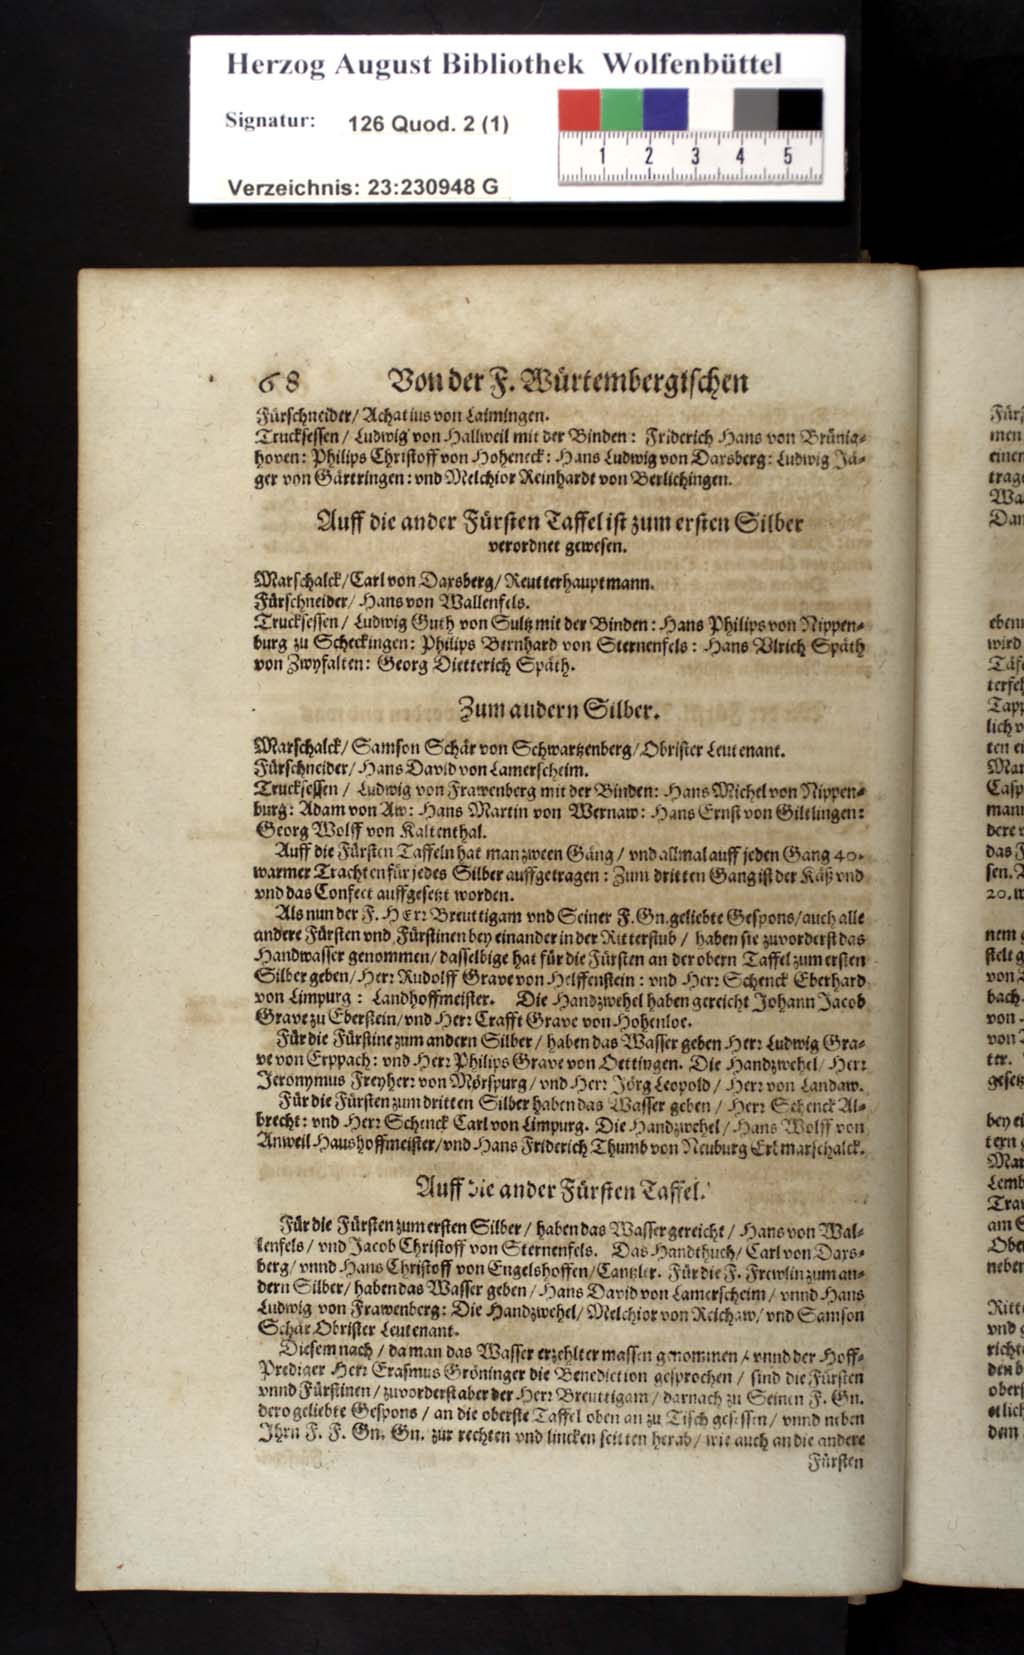 Herzog August Bibliothek Wolfenbüttel
Signatur: 126 Quod. 2 (1)
1 2 3 4 5
Verzeichnis: 23:230948 G
68 Von der F. Würtembergischen
Fürschneider/ Achatius von Laimingen.
Trucksessen/ Ludwig von Hallweil mit der Binden: Friderich Hans von Brünig-
hoven: Philips Christoff von Hoheneck: Hans Ludwig von Darsberg: Ludwig Jä-
ger von Gärtringen: vnd Melchior Reinhardt von Berlichingen.
Auff die ander Fürsten Taffel ist zum ersten Silber
verordnet gewesen.
Marschalck/ Carl von Darsberg/ Reutterhauptmann.
Fürschneider/ Hans von Wallenfels.
Trucksessen/ Ludwig Guth von Sultz mit der Binden: Hans Philips von Nippen-
burg zu Scheckingen: Philips Bernhard von Sternenfels: Hans Vlrich Späth
von Zwyfalten: Georg Dietterich Späth.
Zum andern Silber.
Marschalck/ Samson Schär von Schwartzenberg/ Obrister Leutenant.
Fürschneider/ Hans David von Lamerscheim.
Trucksessen/ Ludwig von Frawenberg mit der Binden: Hans Michel von Nippen-
burg: Adam von Aw: Hans Martin von Wernaw: Hans Ernst von Giltlingen:
Georg Wolff von Kaltenthal.
Auff die Fürsten Taffeln hat man zween Gäng/ vnd allmal auff jeden Gang 40.
warmer Trachten für jedes Silber auffgetragen: Zum dritten Gang ist der Käß vnd
vnd das Confect auffgesetzt worden.
Als nun der F. Herr Breuttigam vnd Seiner F. Gn. geliebte Gespons/ auch alle
andere Fürsten vnd Fürstinen bey einander in der Ritterstub/ haben sie zuvorderst das
Handwasser genommen/ dasselbige hat für die Fürsten an der obern Taffel zum ersten
Silber geben/ Herr Rudolff Grave von Helffenstein: vnd Herr Schenck Eberhard
von Limpurg: Landhoffmeister. Die Handzwehel haben gereicht Johann Jacob
Grave zu Eberstein/ vnd Herr Crafft Grave von Hohenloe.
Für die Fürstine zum andern Silber/ haben das Wasser geben Herr Ludwig Gra-
ve von Erppach: vnd Herr Philips Grave von Oettingen. Die Handzwehel/ Herr
Jeronymus Freyherr von Mörspurg/ vnd Herr Jörg Leopold/ Herr von Landaw.
Für die Fürsten zum dritten Silber haben das Wasser geben/ Herr Schenck Al-
brecht: vnd Herr Schenck Carl von Limpurg. Die Handzwehel/ Hans Wolff von
Anweil Haushoffmeister/ vnd Hans Friderich Thumb von Neuburg Erbmarschalck.
Auff die ander Fürsten Taffel.
Für die Fürsten zum ersten Silber/ haben das Wasser gereicht/ Hans von Wal-
lenfels/ vnd Jacob Christoff von Sternenfels. Das Handthuch/ Carl von Dars-
berg/ vnnd Hans Christoff von Engelshoffen/ Cantzler. Für die F. Frewlin zum an-
dern Silber/ haben das Wasser geben/ Hans David von Lamerscheim/ vnnd Hans
Ludwig von Frawenberg: Die Handzwehel/ Melchior von Reichaw/ vnd Samson
Schär Obrister Leutenant.
Diesem nach/ da man das Wasser erzehlter massen genommen/ vnnd der Hoff-
Prediger Herr Erasmus Gröninger die Benediction gesprochen/ sind die Fürsten
vnnd Fürstinen/ zuvorderst aber der Herr Breuttigam/ darnach zu Seinen F. Gn.
dero geliebte Gespons/ an die oberste Taffel oben an zu Tisch gesessen/ vnnd neben
Ihrn F. F. Gn. Gn. zur rechten vnd lincken seitten herab/ wie auch an die andere
Fürsten